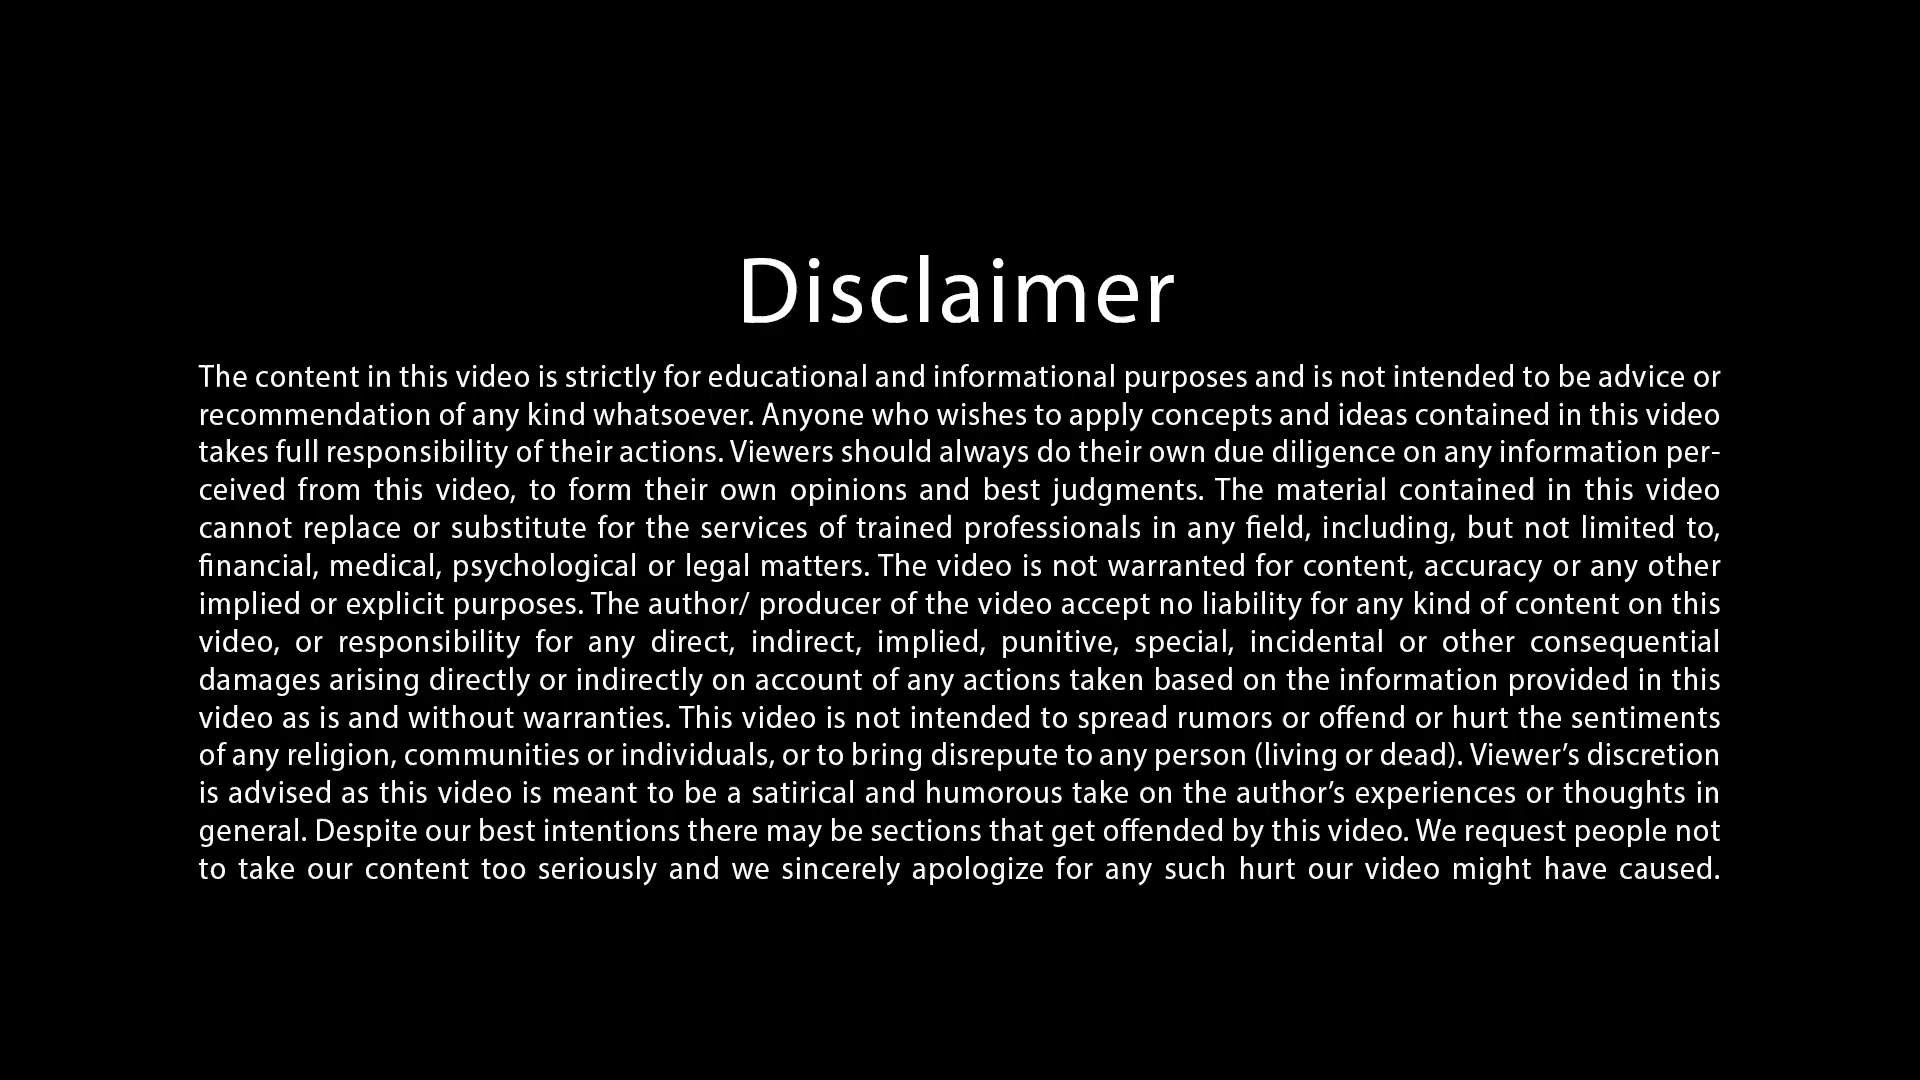 Disclaimer
The content in this video is strictly for educational and informational purposes and is not intended to be advice or
recommendation of any kind whatsoever. Anyone who wishes to apply concepts and ideas contained in this video
takes full responsibility of their actions. Viewers should always do their own due diligence on any information per-
ceived from this video, to form their own opinions and best judgments. The material contained in this video
cannot replace or substitute for the services of trained professionals in any field, including, but not limited to,
financial, medical, psychological or legal matters. The video is not warranted for content, accuracy or any other
implied or explicit purposes. The author/ producer of the video accept no liability for any kind of content on this
video, or responsibility for any direct, indirect, implied, punitive, special, incidental or other consequential
damages arising directly or indirectly on account of any actions taken based on the information provided in this
video as is and without warranties. This video is not intended to spread rumors or offend or hurt the sentiments
of any religion, communities or individuals, or to bring disrepute to any person (living or dead). Viewer’s discretion
is advised as this video is meant to be a satirical and humorous take on the author’s experiences or thoughts in
general. Despite our best intentions there may be sections that get offended by this video. We request people not
to take our content too seriously and we sincerely apologize for any such hurt our video might have caused.